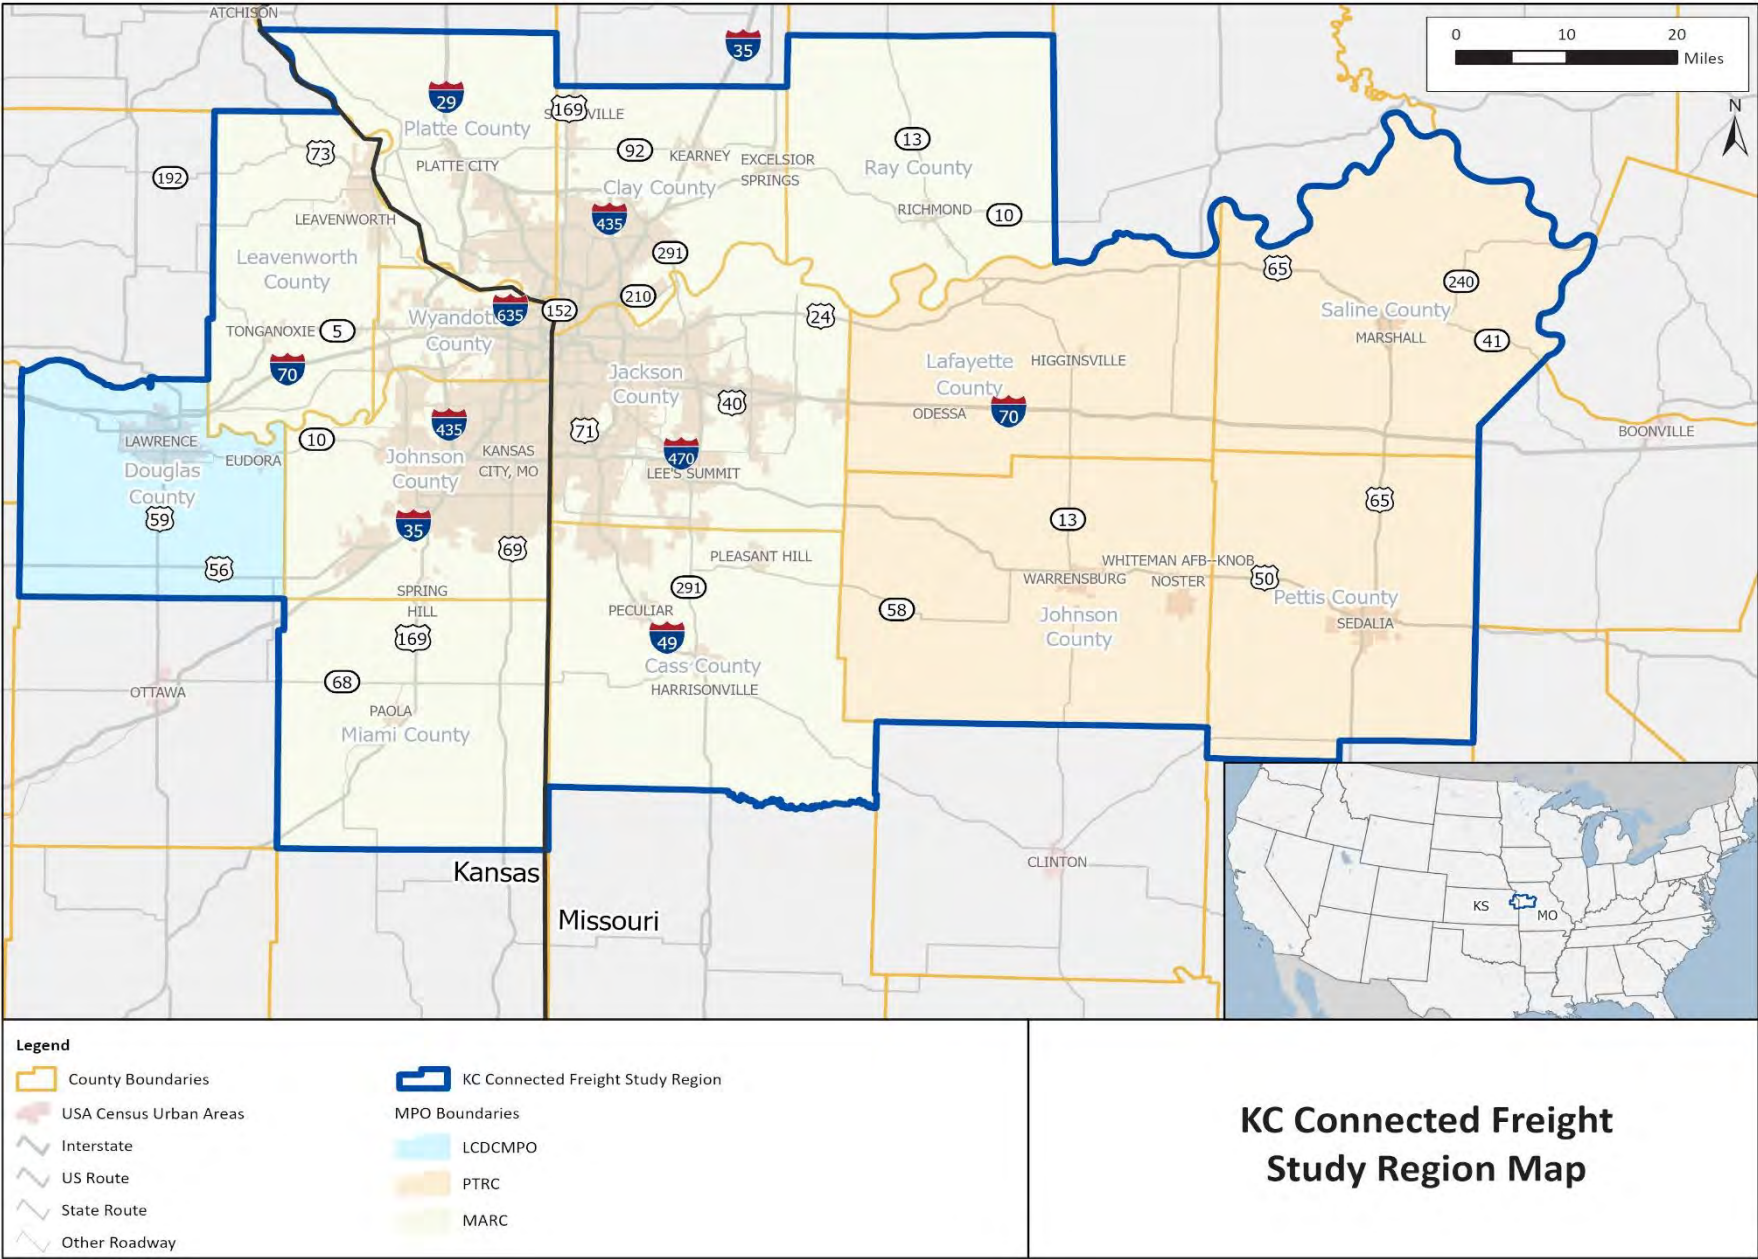 ATCHISON
35
0 10 20
Miles
N
29
169
Platte County
SMITHVILLE
73
13
92
KEARNEY
EXCELSIOR
SPRINGS
PLATTE CITY
Ray County
192
Clay County
LEAVENWORTH
435
RICHMOND
10
Leavenworth
County
291
65
240
210
Saline County
Wyandotte
County
635
152
24
TONGANOXIE
5
MARSHALL
41
70
Jackson
County
Lafayette
County
HIGGINSVILLE
40
ODESSA
70
435
71
LAWRENCE
10
BOONVILLE
EUDORA
Johnson
County
KANSAS
CITY, MO
470
LEE'S SUMMIT
Douglas
County
59
65
35
13
69
56
PLEASANT HILL
WHITEMAN AFB--KNOB
NOSTER
WARRENSBURG
50
SPRING
HILL
291
Pettis County
PECULIAR
58
Johnson
County
SEDALIA
169
49
Cass County
68
HARRISONVILLE
OTTAWA
PAOLA
Miami County
CLINTON
Kansas
Missouri
KS
MO
Legend
County Boundaries
USA Census Urban Areas
Interstate
US Route
State Route
Other Roadway
KC Connected Freight Study Region
MPO Boundaries
LCDCMPO
PTRC
MARC
KC Connected Freight
Study Region Map